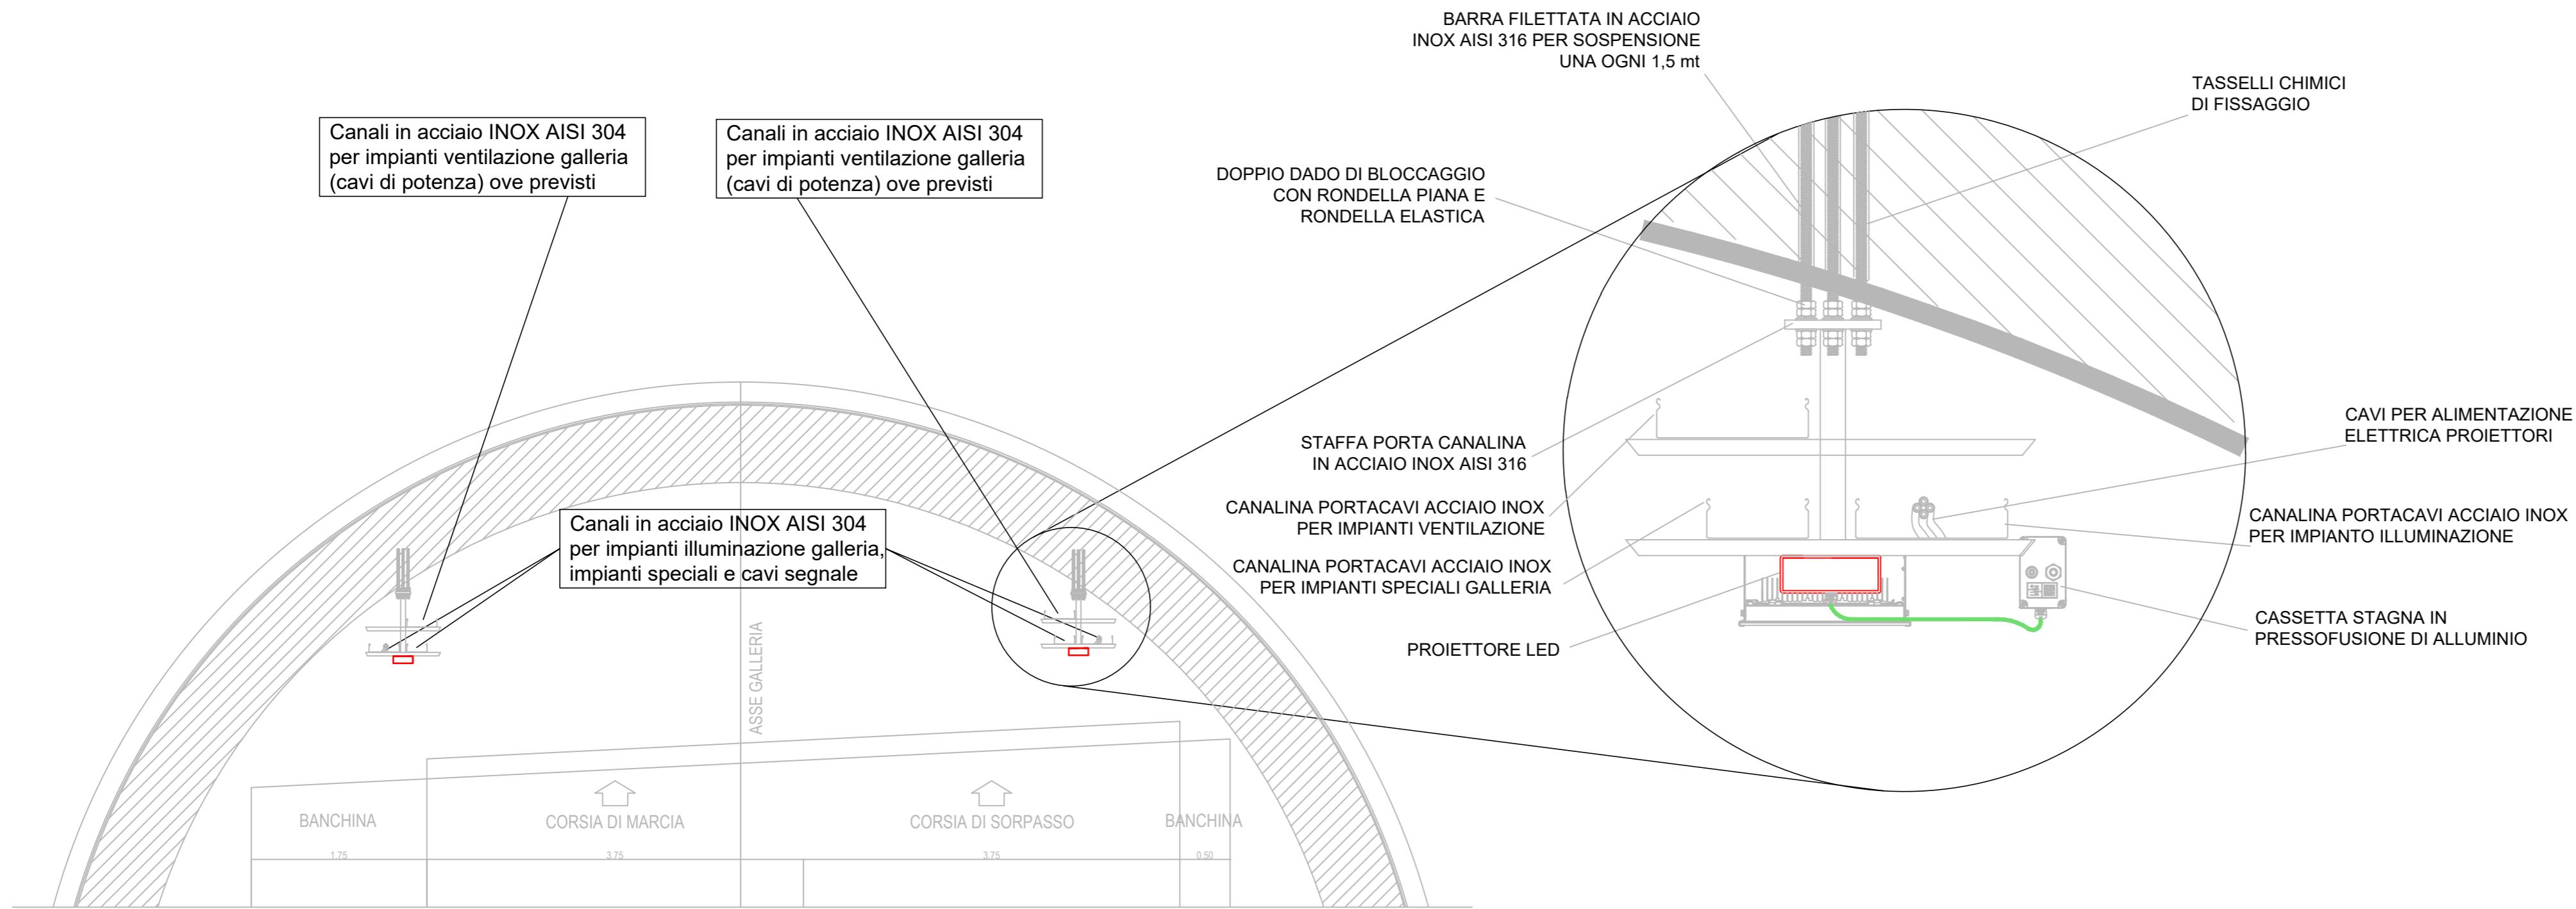 Canali in acciaio INOX AISI 304
per impianti ventilazione galleria
(cavi di potenza) ove previsti
Canali in acciaio INOX AISI 304
per impianti ventilazione galleria
(cavi di potenza) ove previsti
Canali in acciaio INOX AISI 304
per impianti illuminazione galleria,
impianti speciali e cavi segnale
ASSE GALLERIA
BANCHINA
CORSIA DI MARCIA
CORSIA DI SORPASSO
BANCHINA
1.75
3.75
3.75
0.50
BARRA FILETTATA IN ACCIAIO
INOX AISI 316 PER SOSPENSIONE
UNA OGNI 1,5 mt
TASSELLI CHIMICI
DI FISSAGGIO
DOPPIO DADO DI BLOCCAGGIO
CON RONDELLA PIANA E
RONDELLA ELASTICA
STAFFA PORTA CANALINA
IN ACCIAIO INOX AISI 316
CANALINA PORTACAVI ACCIAIO INOX
PER IMPIANTI VENTILAZIONE
CANALINA PORTACAVI ACCIAIO INOX
PER IMPIANTI SPECIALI GALLERIA
PROIETTORE LED
CAVI PER ALIMENTAZIONE
ELETTRICA PROIETTORI
CANALINA PORTACAVI ACCIAIO INOX
PER IMPIANTO ILLUMINAZIONE
CASSETTA STAGNA IN
PRESSOFUSIONE DI ALLUMINIO